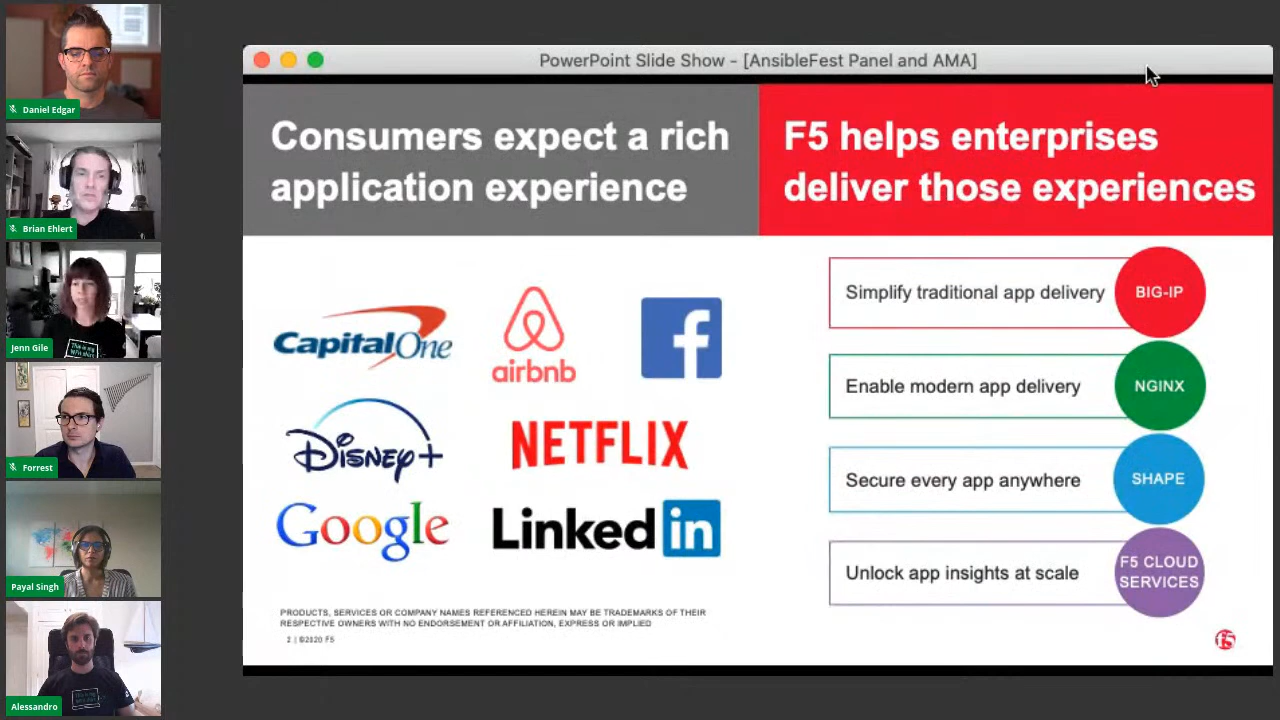 Daniel Edgar
Brian Ehlert
Jenn Gile
Forrest
Payal Singh
Alessandro
PowerPoint Slide Show - [AnsibleFest Panel and AMA]
Consumers expect a rich
application experience
F5 helps enterprises
deliver those experiences
CapitalOne
airbnb
f
Disney+
NETFLIX
Google
Linked in
Simplify traditional app delivery
BIG-IP
Enable modern app delivery
NGINX
Secure every app anywhere
SHAPE
Unlock app insights at scale
F5 CLOUD
SERVICES
PRODUCTS, SERVICES OR COMPANY NAMES REFERENCED HEREIN MAY BE TRADEMARKS OF THEIR
RESPECTIVE OWNERS WITH NO ENDORSEMENT OR AFFILIATION, EXPRESS OR IMPLIED
2 | ©2020 F5
f5